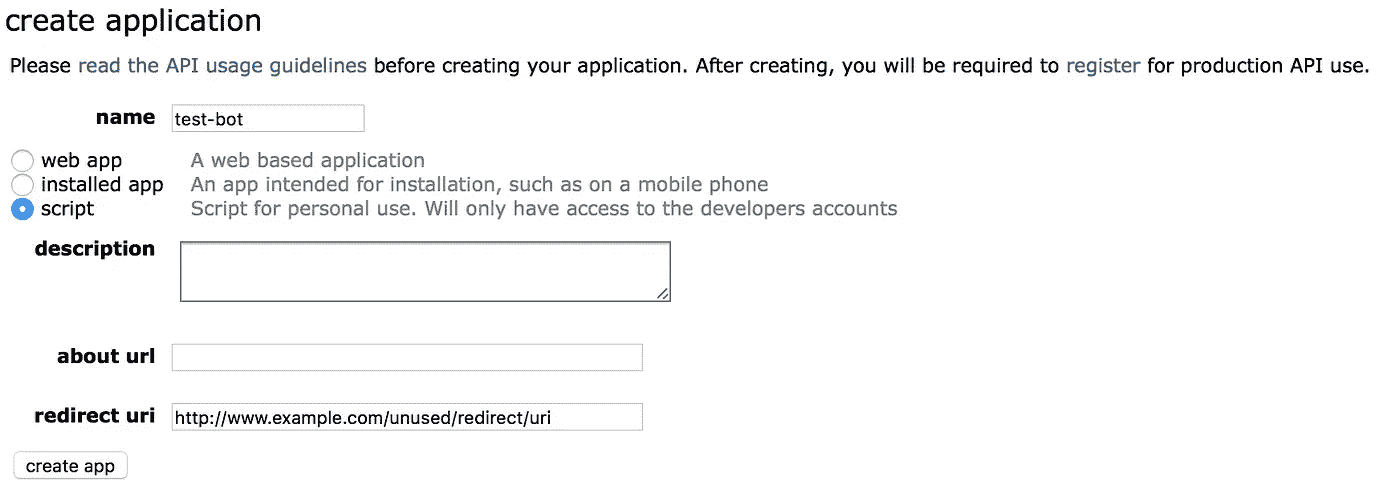 create application
Please read the API usage guidelines before creating your application. After creating, you will be required to register for production API use.
name test-bot
web app A web based application
installed app An app intended for installation, such as on a mobile phone
script Script for personal use. Will only have access to the developers accounts
description
about url
redirect uri http://www.example.com/unused/redirect/uri
create app